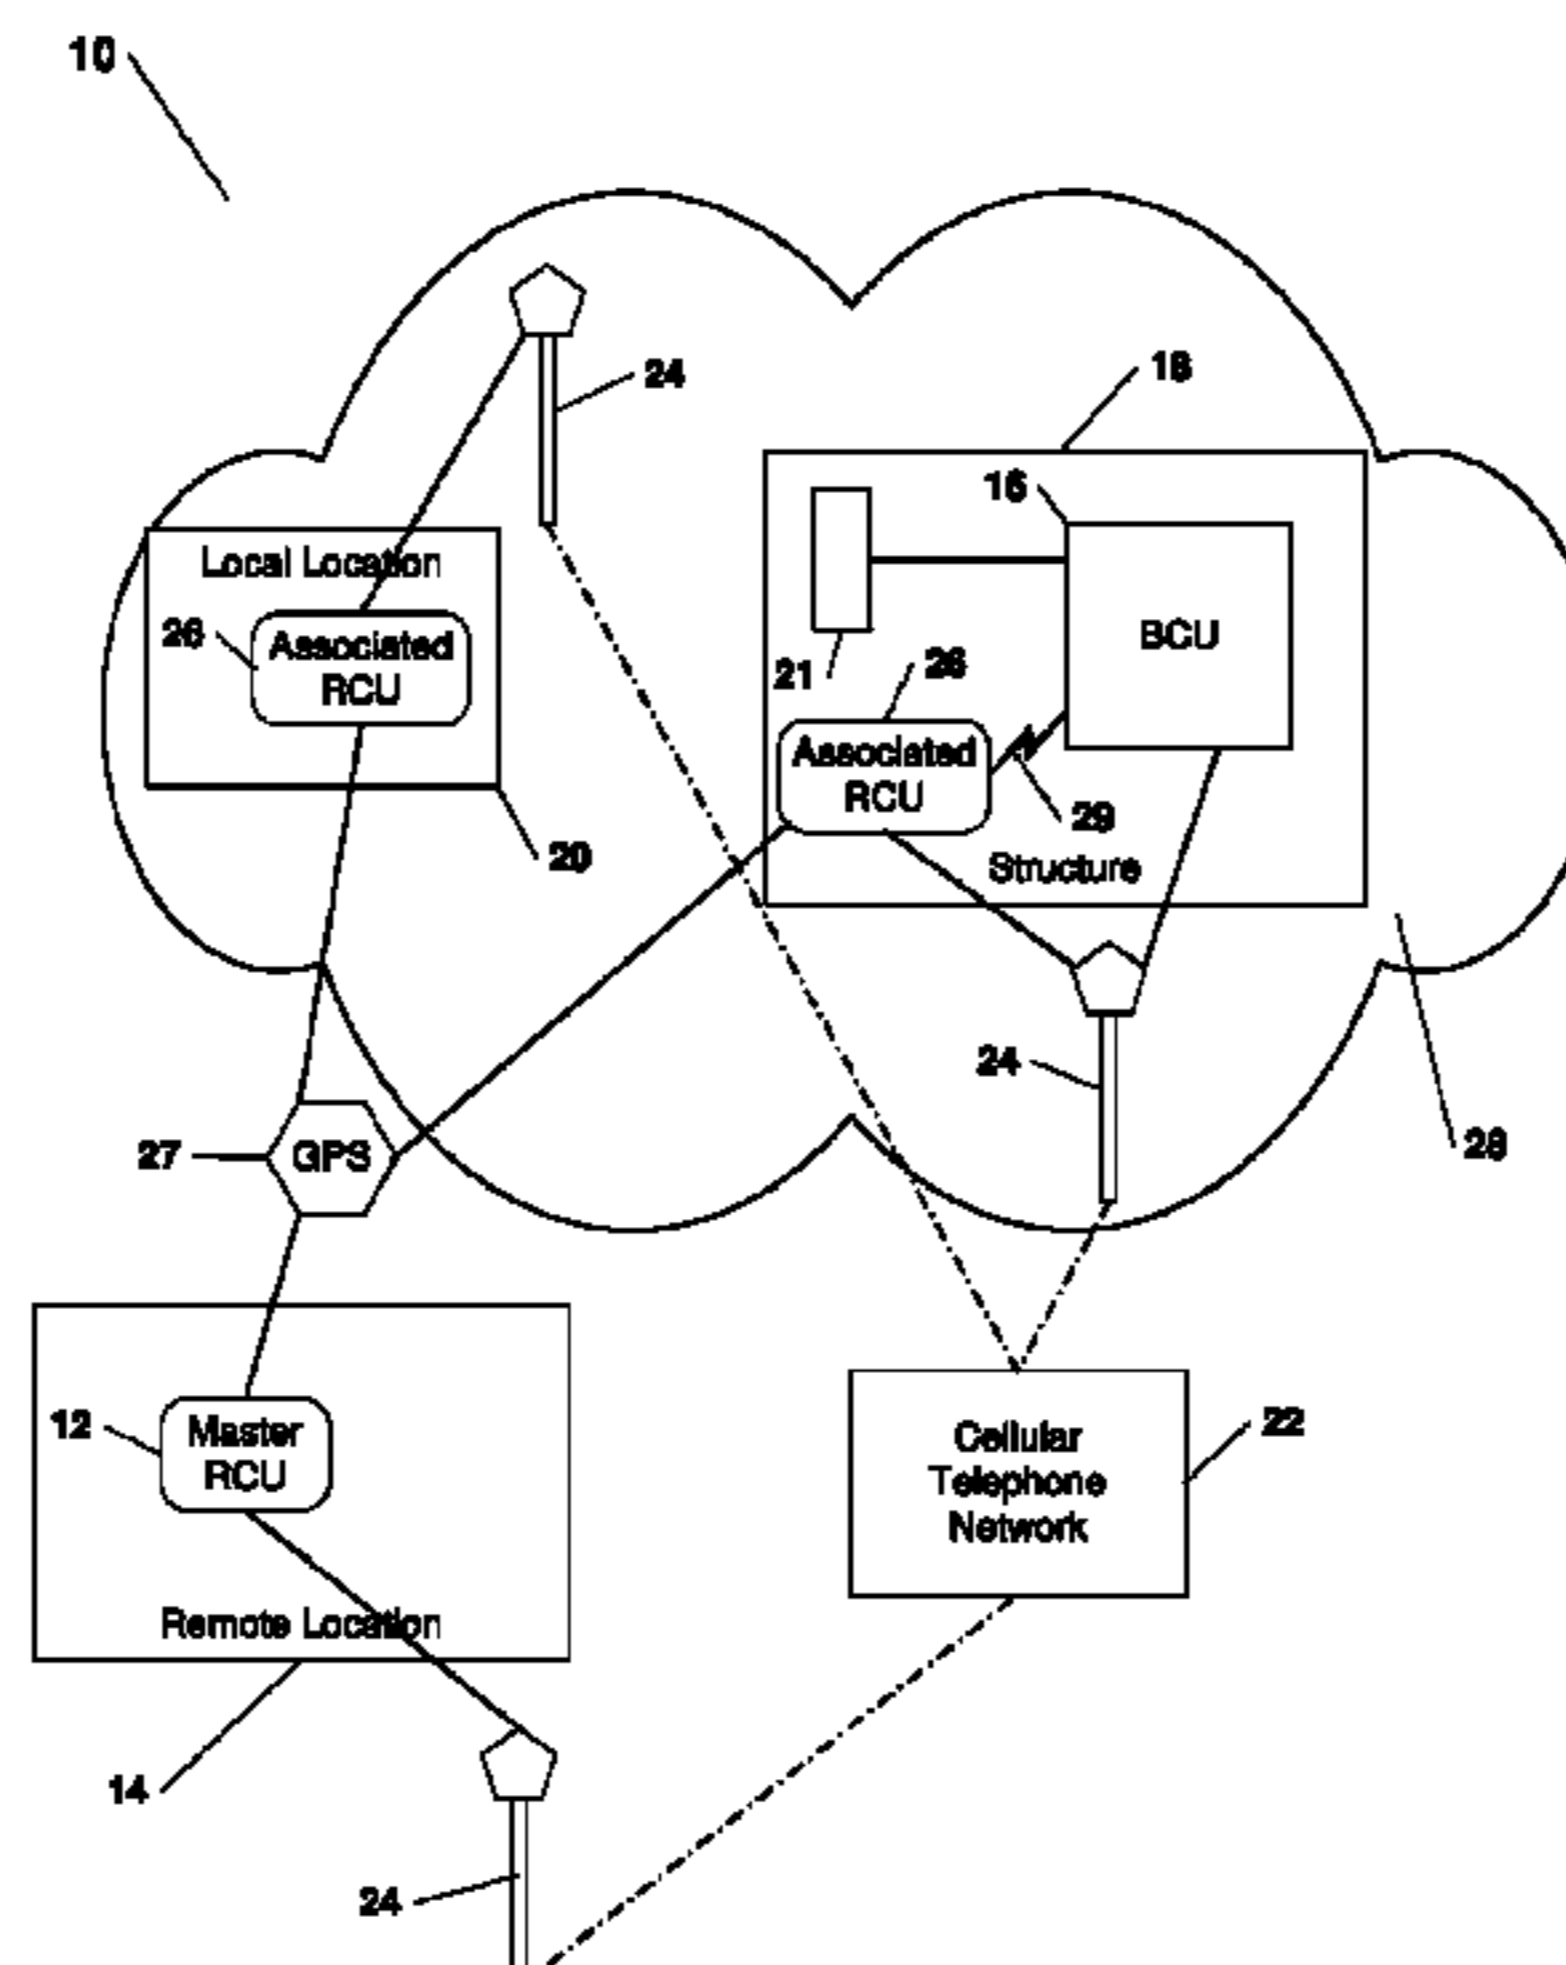 10
24
18
16
Local Location
26
Associated
RCU
BCU
21
26
Associated
RCU
29
Structure
20
24
27
GPS
28
12
Master
RCU
Cellular
Telephone
Network
22
Remote Location
14
24